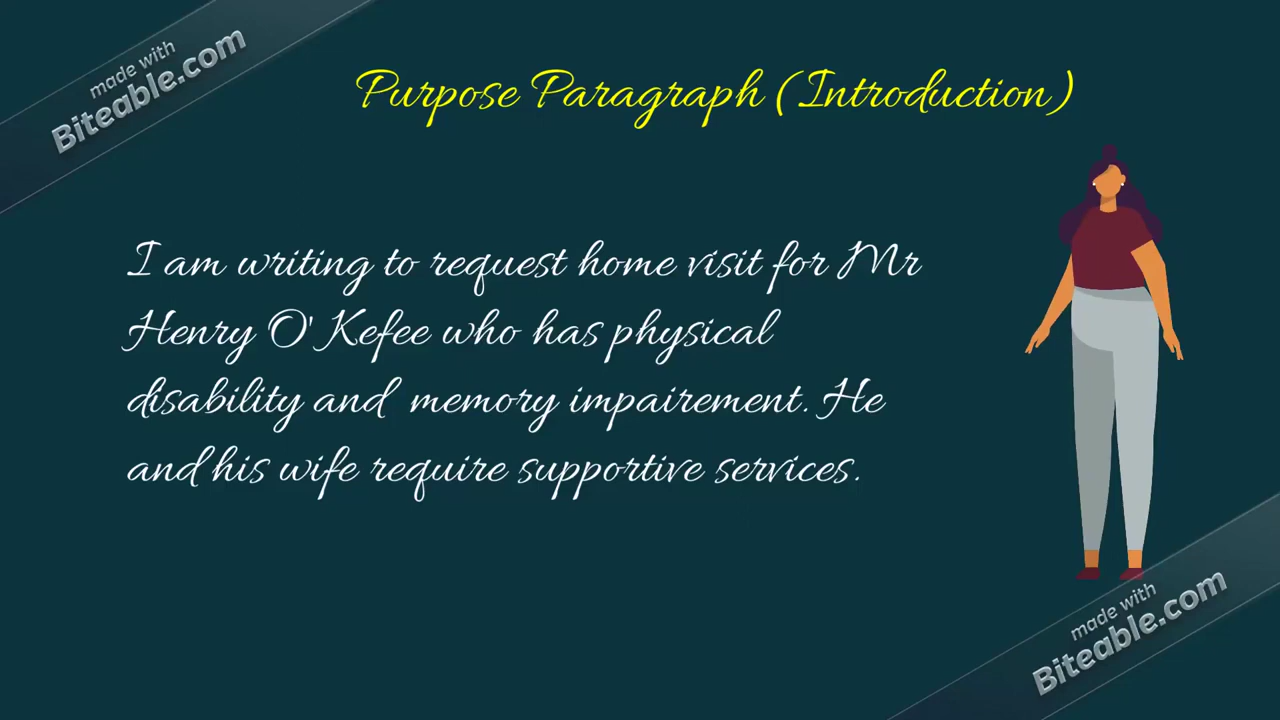 made with
Biteable.com
Purpose Paragraph (Introduction)
I am writing to request home visit for Mr
Henry O' Kefee who has physical
disability and memory impairement. He
and his wife require supportive services.
made with
Biteable.com